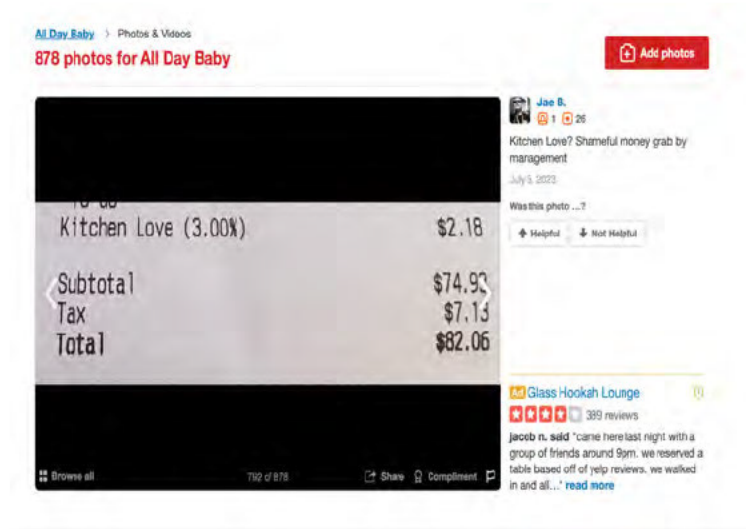 All Day Baby > Photos & Videos
878 photos for All Day Baby
Add photos
Jae B.
1 26
Kitchen Love? Shameful money grab by
management
July 5, 2023
Was this photo ...?
Helpful Not Helpful
Kitchen Love (3.00%) $2.18
Subtotal $74.93
Tax $7.13
Total $82.06
Browse all 792 of 878 Share Compliment
Ad Glass Hookah Lounge
389 reviews
jacob n. said "came here last night with a
group of friends around 9pm. we reserved a
table based off of yelp reviews. we walked
in and all..." read more